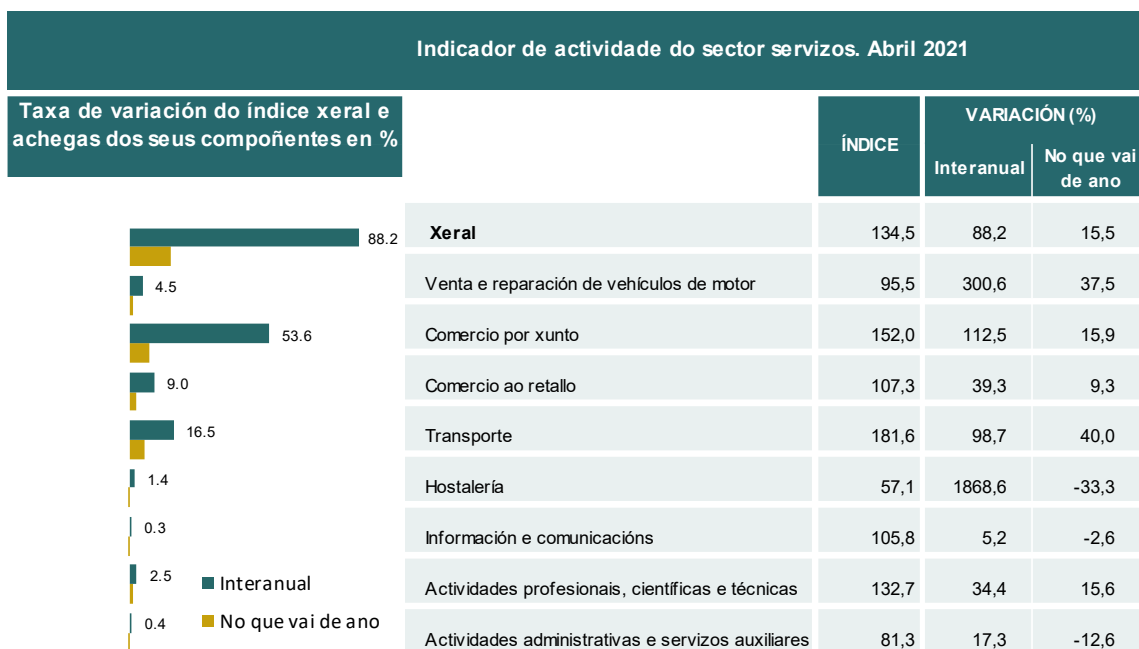 Indicador de actividade do sector servizos. Abril 2021
Taxa de variación do índice xeral e
achegas dos seus compoñentes en %
ÍNDICE
VARIACIÓN (%)
Interanual
No que vai
de ano
88.2
Xeral 134,5 88,2 15,5
4.5
Venta e reparación de vehículos de motor 95,5 300,6 37,5
53.6
Comercio por xunto 152,0 112,5 15,9
9.0
Comercio ao retallo 107,3 39,3 9,3
16.5
Transporte 181,6 98,7 40,0
1.4
Hostalería 57,1 1868,6 -33,3
0.3
Información e comunicacións 105,8 5,2 -2,6
2.5
Interanual
Actividades profesionais, científicas e técnicas 132,7 34,4 15,6
0.4
No que vai de ano
Actividades administrativas e servizos auxiliares 81,3 17,3 -12,6